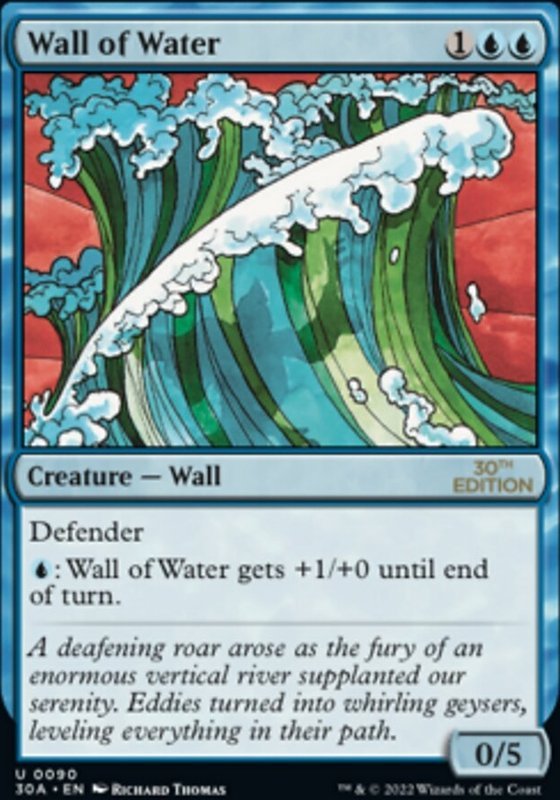 Wall of Water 1
Creature — Wall
30TH
EDITION
Defender
: Wall of Water gets +1/+0 until end
of turn.
A deafening roar arose as the fury of an
enormous vertical river supplanted our
serenity. Eddies turned into whirling geysers,
leveling everything in their path.
0/5
U 0090
30A • EN RICHARD THOMAS
™ & © 2022 Wizards of the Coast